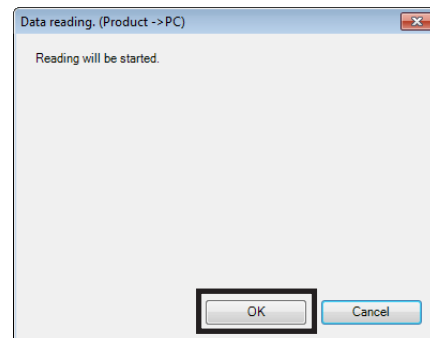 Data reading. (Product ->PC)
Reading will be started.
OK
Cancel